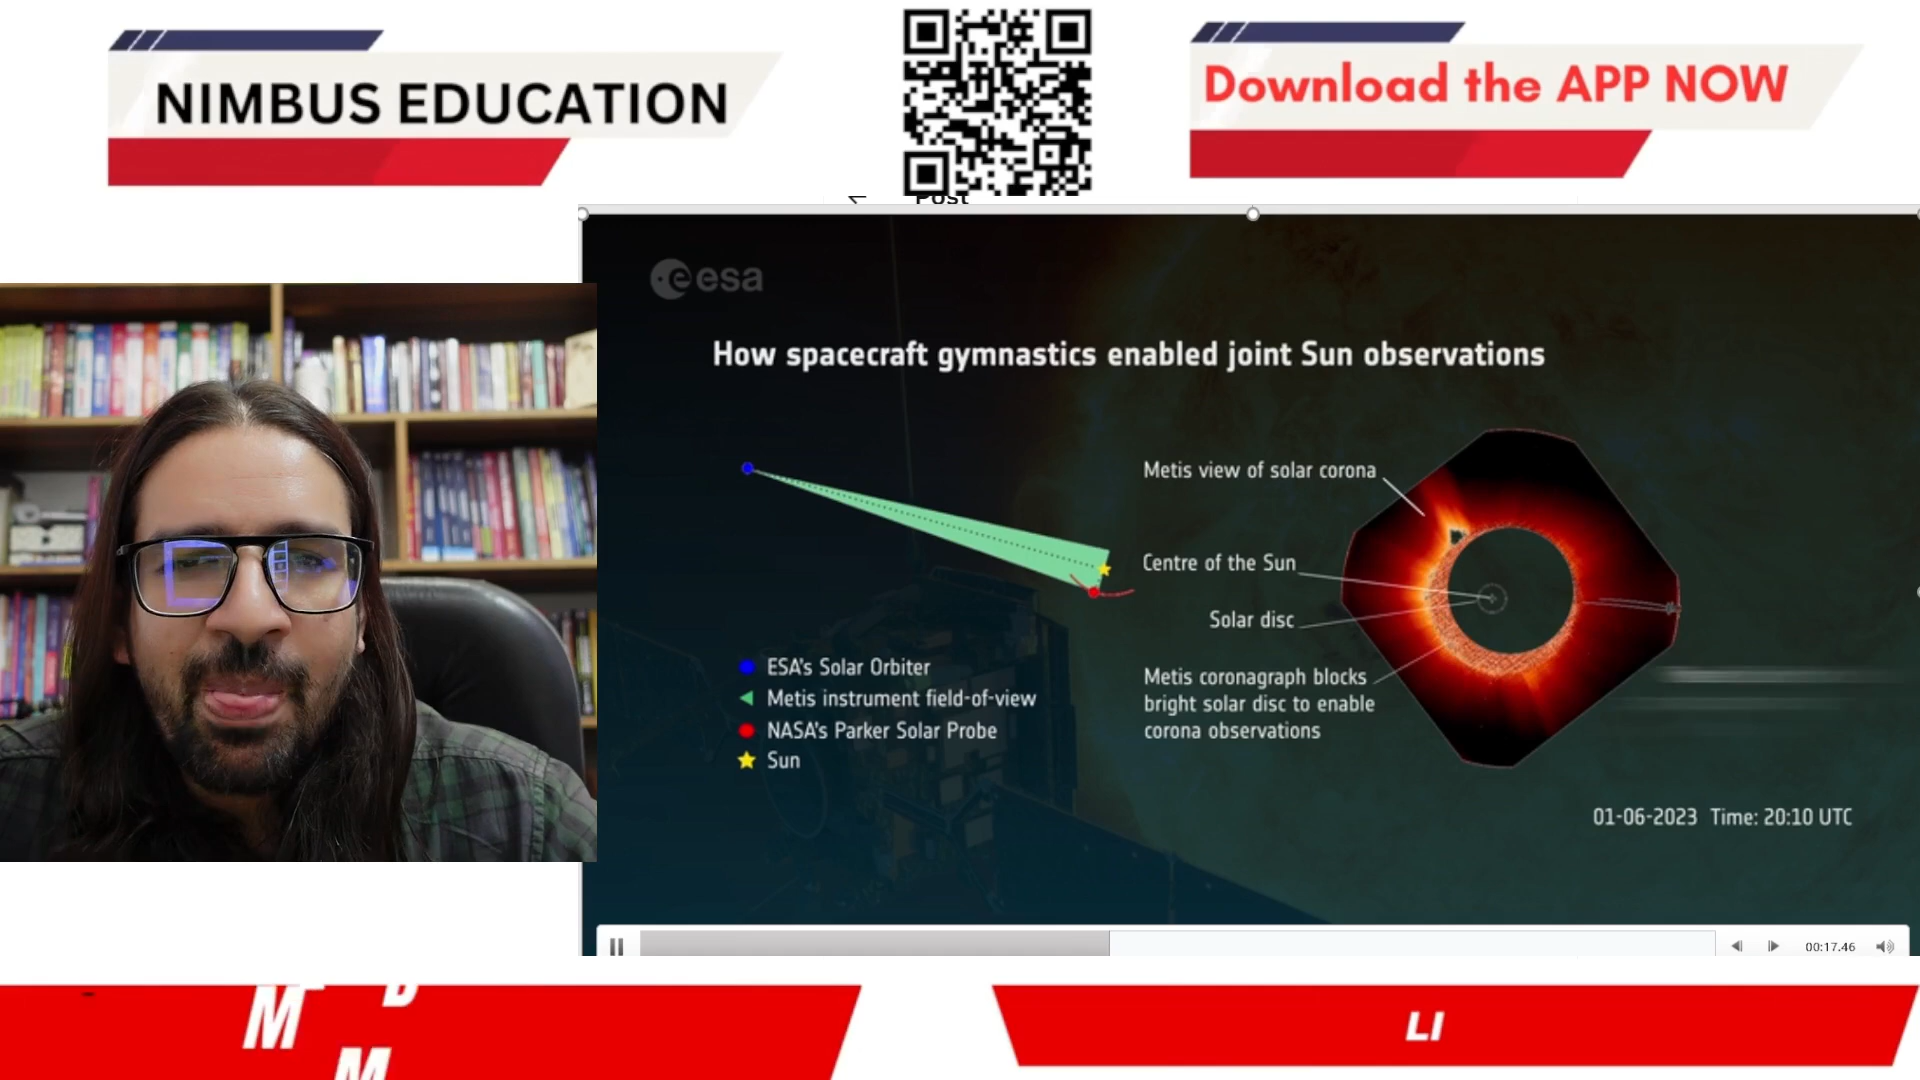 NIMBUS EDUCATION
Download the APP NOW
Post
esa
How spacecraft gymnastics enabled joint Sun observations
Metis view of solar corona
Centre of the Sun
Solar disc
Metis coronagraph blocks
bright solar disc to enable
corona observations
ESA's Solar Orbiter
Metis instrument field-of-view
NASA's Parker Solar Probe
Sun
01-06-2023 Time: 20:10 UTC
00:17.46
M
M
LI